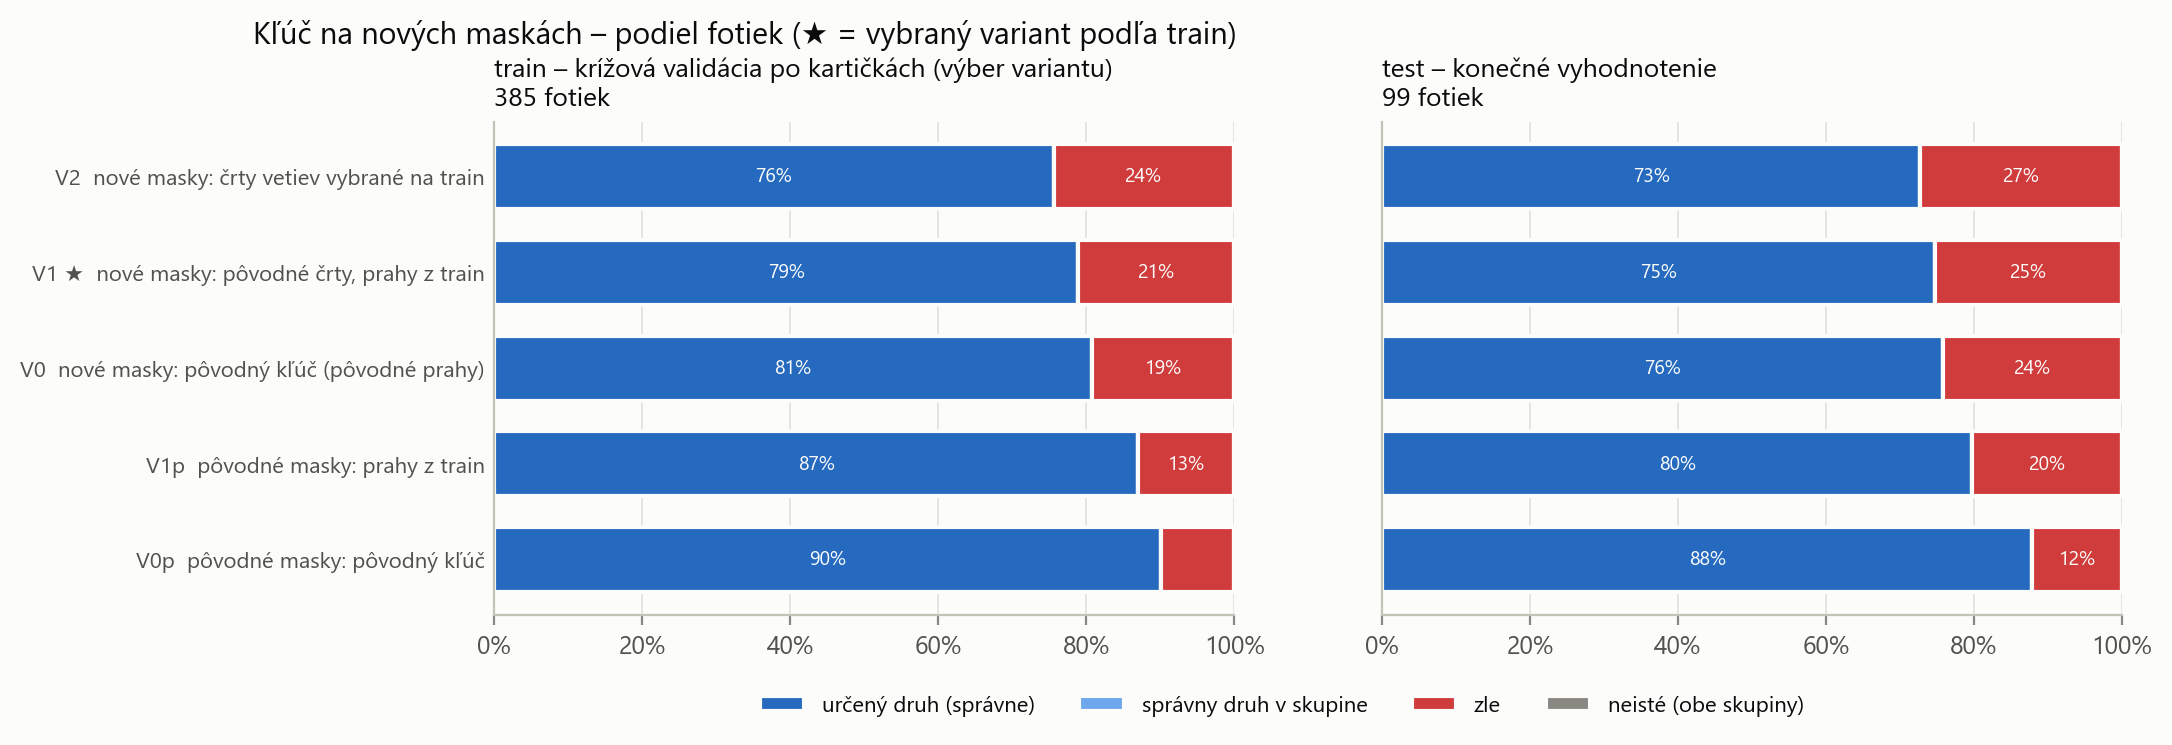 Kľúč na nových maskách – podiel fotiek (★ = vybraný variant podľa train)
train – krížová validácia po kartičkách (výber variantu)
385 fotiek
test – konečné vyhodnotenie
99 fotiek
V2  nové masky: črty vetiev vybrané na train
76%
24%
73%
27%
V1 ★  nové masky: pôvodné črty, prahy z train
79%
21%
75%
25%
V0  nové masky: pôvodný kľúč (pôvodné prahy)
81%
19%
76%
24%
V1p  pôvodné masky: prahy z train
87%
13%
80%
20%
V0p  pôvodné masky: pôvodný kľúč
90%
88%
12%
0% 20% 40% 60% 80% 100%
0% 20% 40% 60% 80% 100%
určený druh (správne)
správny druh v skupine
zle
neisté (obe skupiny)